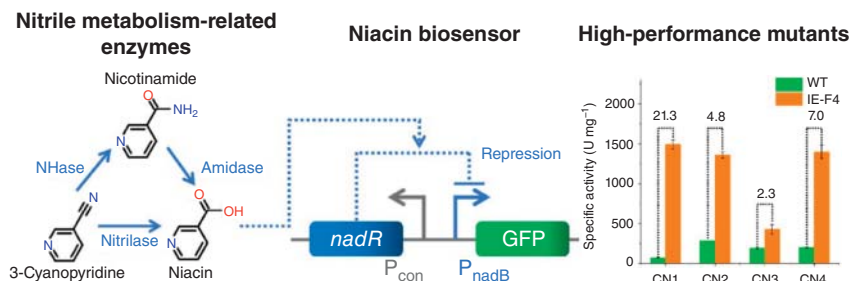 Nitrile metabolism-related
enzymes
Niacin biosensor
High-performance mutants
Nicotinamide
O
NH2
N
NHase
Amidase
N
O
OH
N
N
Nitrilase
3-Cyanopyridine
Niacin
Repression
nadR
GFP
Pcon
PnadB
WT
IE-F4
Specific activity (U mg⁻¹)
2000
1500
1000
500
0
21.3
4.8
2.3
7.0
CN1
CN2
CN3
CN4